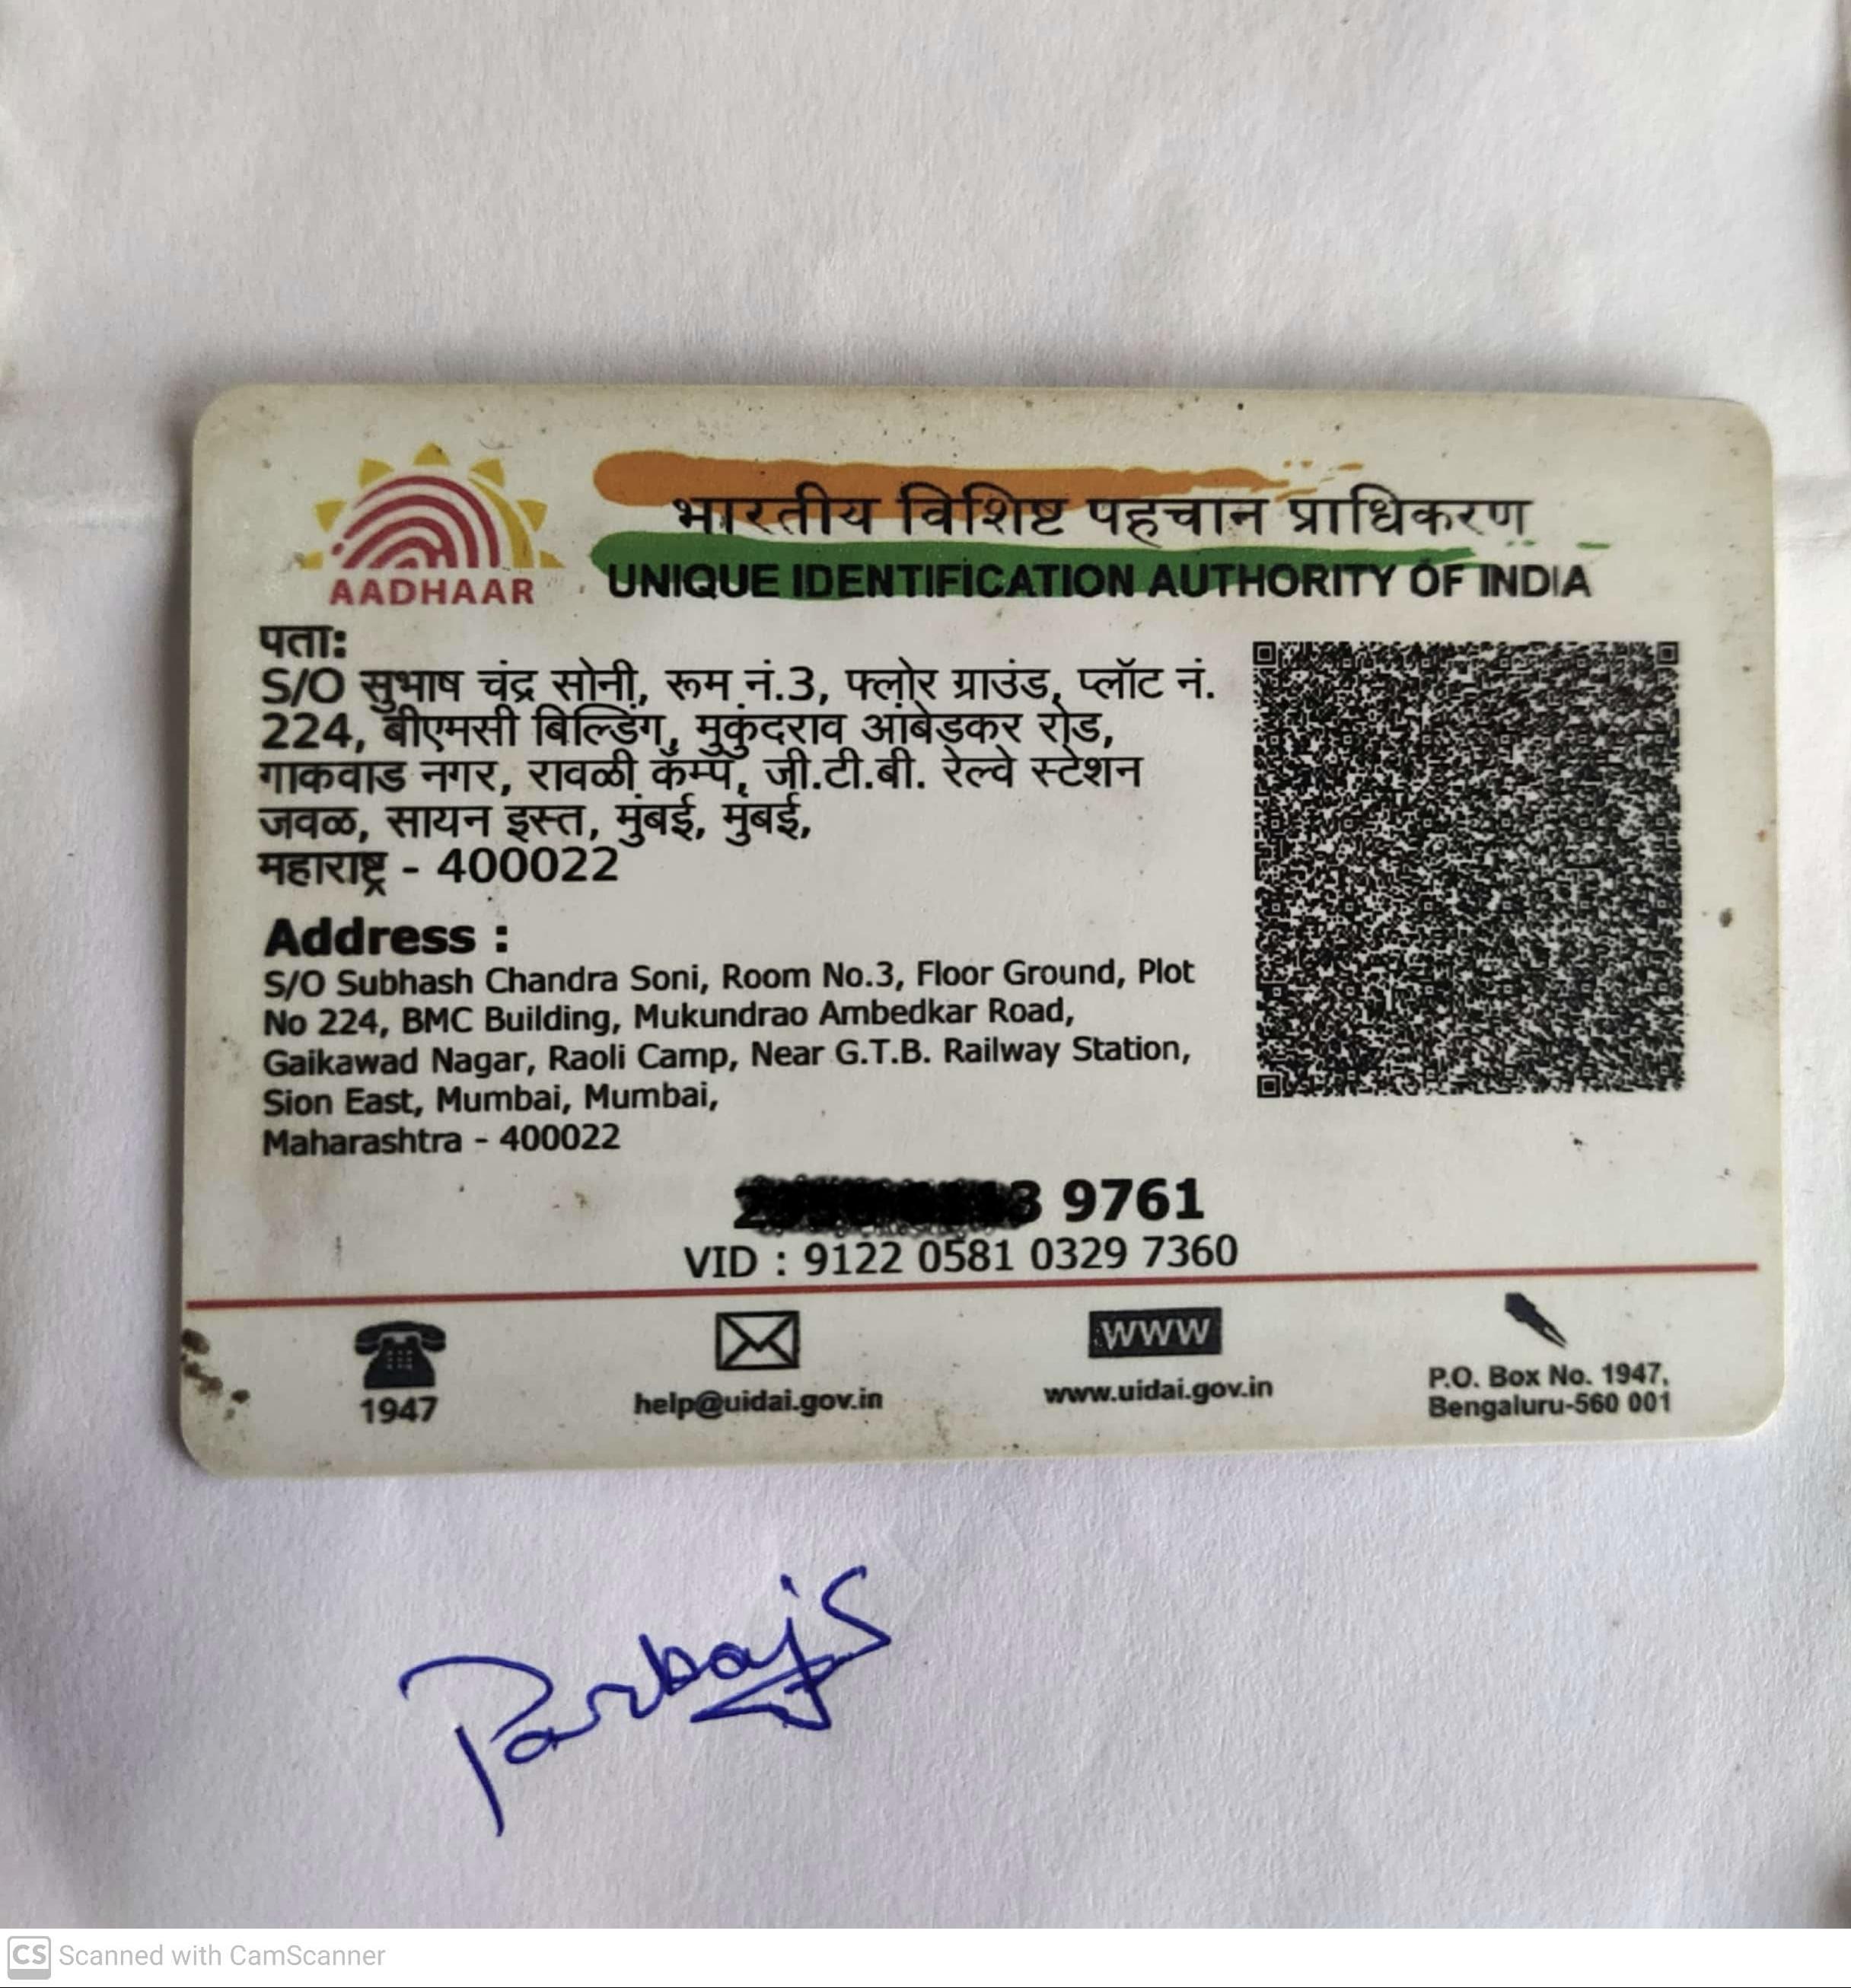 AADHAAR
भारतीय विशिष्ट पहचान प्राधिकरण
UNIQUE IDENTIFICATION AUTHORITY OF INDIA
पता:
S/O सुभाष चंद्र सोनी, रूम नं.3, फ्लोर ग्राउंड, प्लॉट नं.
224, बीएमसी बिल्डिंग, मुकुंदराव आंबेडकर रोड,
गाकवाड नगर, रावळी कॅम्प, जी.टी.बी. रेल्वे स्टेशन
जवळ, सायन इस्त, मुंबई, मुंबई,
महाराष्ट्र - 400022
Address :
S/O Subhash Chandra Soni, Room No.3, Floor Ground, Plot
No 224, BMC Building, Mukundrao Ambedkar Road,
Gaikawad Nagar, Raoli Camp, Near G.T.B. Railway Station,
Sion East, Mumbai, Mumbai,
Maharashtra - 400022
9761
VID : 9122 0581 0329 7360
1947
help@uidai.gov.in
www
www.uidai.gov.in
P.O. Box No. 1947,
Bengaluru-560 001
CS Scanned with CamScanner